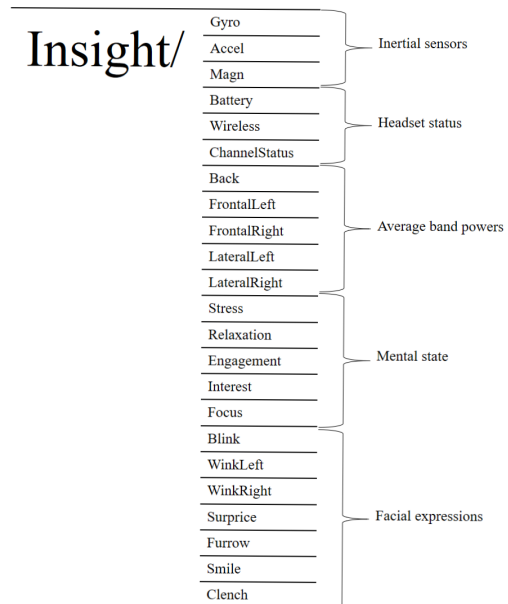 Insight/
Gyro
Accel
Magn
Inertial sensors
Battery
Wireless
ChannelStatus
Headset status
Back
FrontalLeft
FrontalRight
LateralLeft
LateralRight
Average band powers
Stress
Relaxation
Engagement
Interest
Focus
Mental state
Blink
WinkLeft
WinkRight
Surprice
Furrow
Smile
Clench
Facial expressions